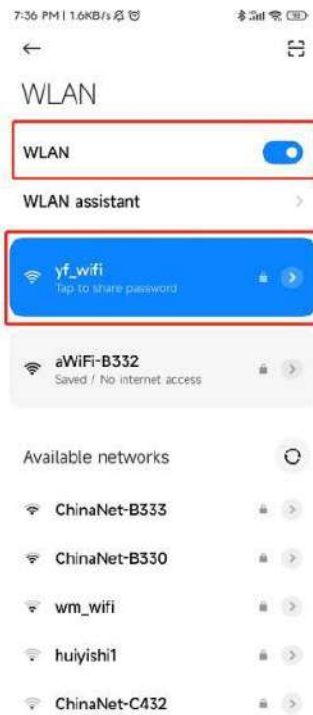 7:36 PM | 1.6KB/s
WLAN
WLAN
WLAN assistant
yf_wifi
Tap to share password
aWiFi-B332
Saved / No internet access
Available networks
ChinaNet-B333
ChinaNet-B330
wm_wifi
huiyishi1
ChinaNet-C432